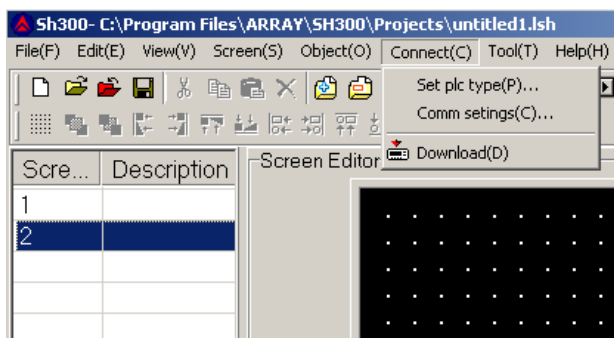 Sh300- C:\Program Files\ARRAY\SH300\Projects\untitled1.lsh
File(F) Edit(E) View(V) Screen(S) Object(O) Connect(C) Tool(T) Help(H)
Set plc type(P)...
Comm setings(C)...
Download(D)
Scre... Description
Screen Editor
1
2